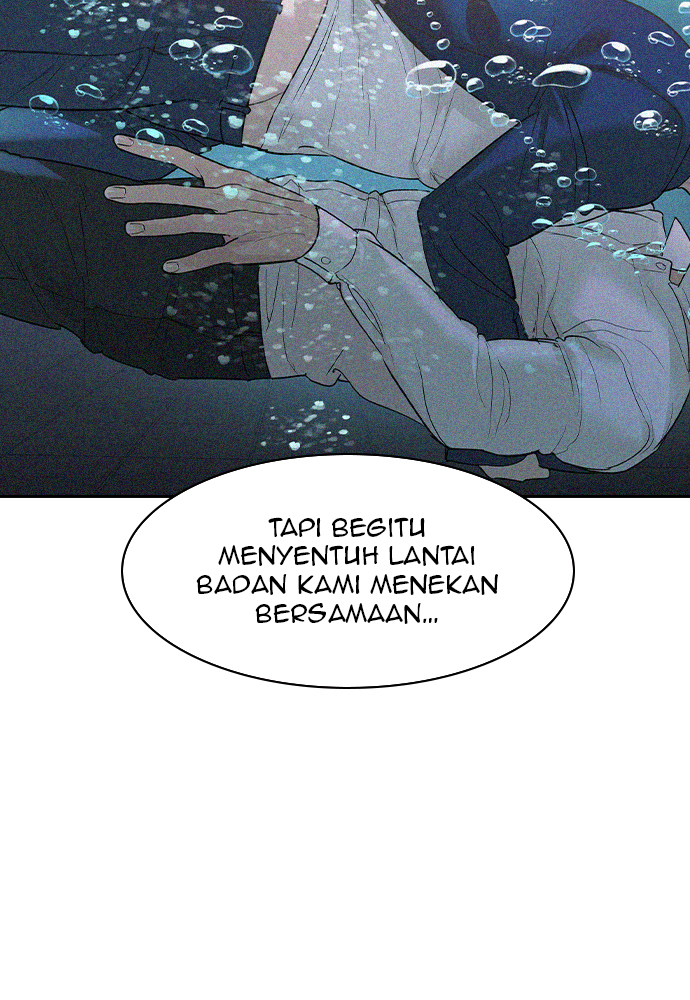 TAPI BEGITU
MENYENTUH LANTAI
BADAN KAMI MENEKAN
BERSAMAAN...